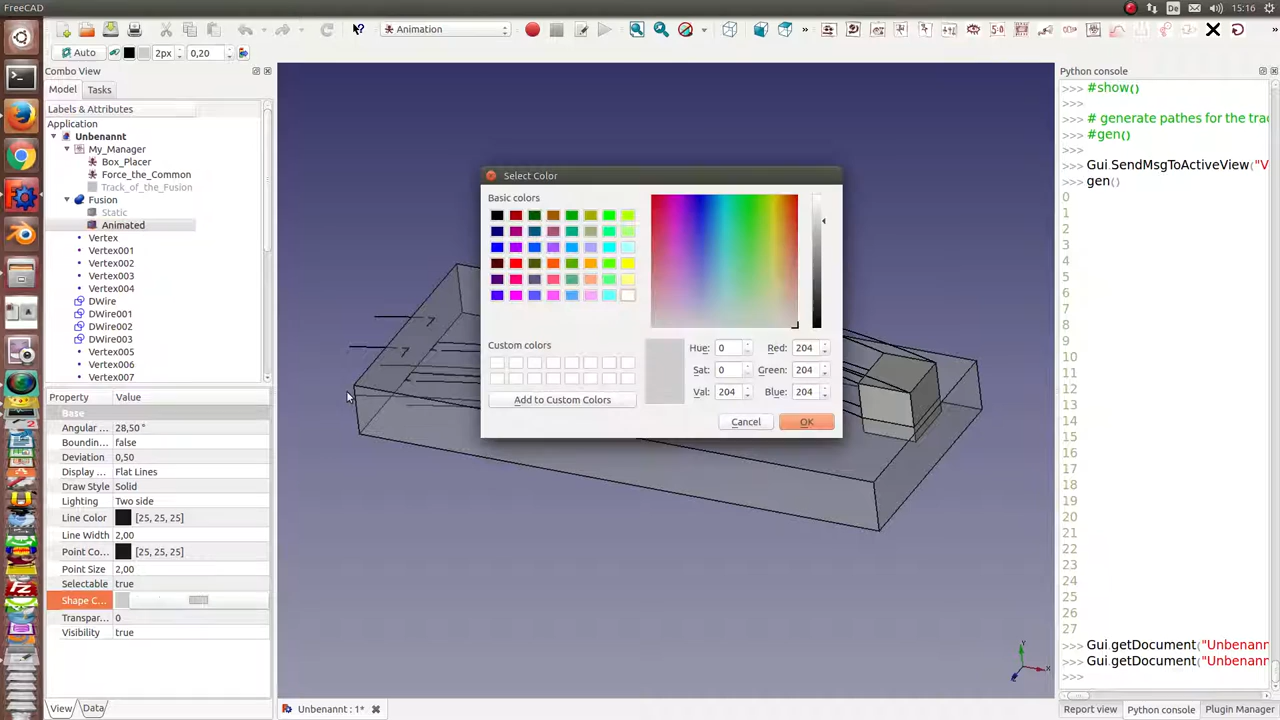 FreeCAD
De
15:16
Auto
2px
0,20
Animation
Combo View
Python console
Model
Tasks
Labels & Attributes
Application
Unbenannt
My_Manager
Box_Placer
Force_the_Common
Track_of_the_Fusion
Fusion
Static
Animated
Vertex
Vertex001
Vertex002
Vertex003
Vertex004
DWire
DWire001
DWire002
DWire003
Vertex005
Vertex006
Vertex007
Property
Value
Base
Angular ...
28,50 °
Boundin...
false
Deviation
0,50
Display ...
Flat Lines
Draw Style
Solid
Lighting
Two side
Line Color
[25, 25, 25]
Line Width
2,00
Point Co...
[25, 25, 25]
Point Size
2,00
Selectable
true
Shape C...
Transpar...
0
Visibility
true
View
Data
Select Color
Basic colors
Custom colors
Add to Custom Colors
Hue:
0
Red:
204
Sat:
0
Green:
204
Val:
204
Blue:
204
Cancel
OK
Unbenannt : 1*
>>> #show()
>>>
>>> # generate pathes for the trac
>>> #gen()
>>>
>>> Gui.SendMsgToActiveView("V
>>> gen()
0
1
2
3
4
5
6
7
8
9
10
11
12
13
14
15
16
17
18
19
20
21
22
23
24
25
26
27
>>> Gui.getDocument("Unbenann
>>> Gui.getDocument("Unbenann
>>>
Report view
Python console
Plugin Manager